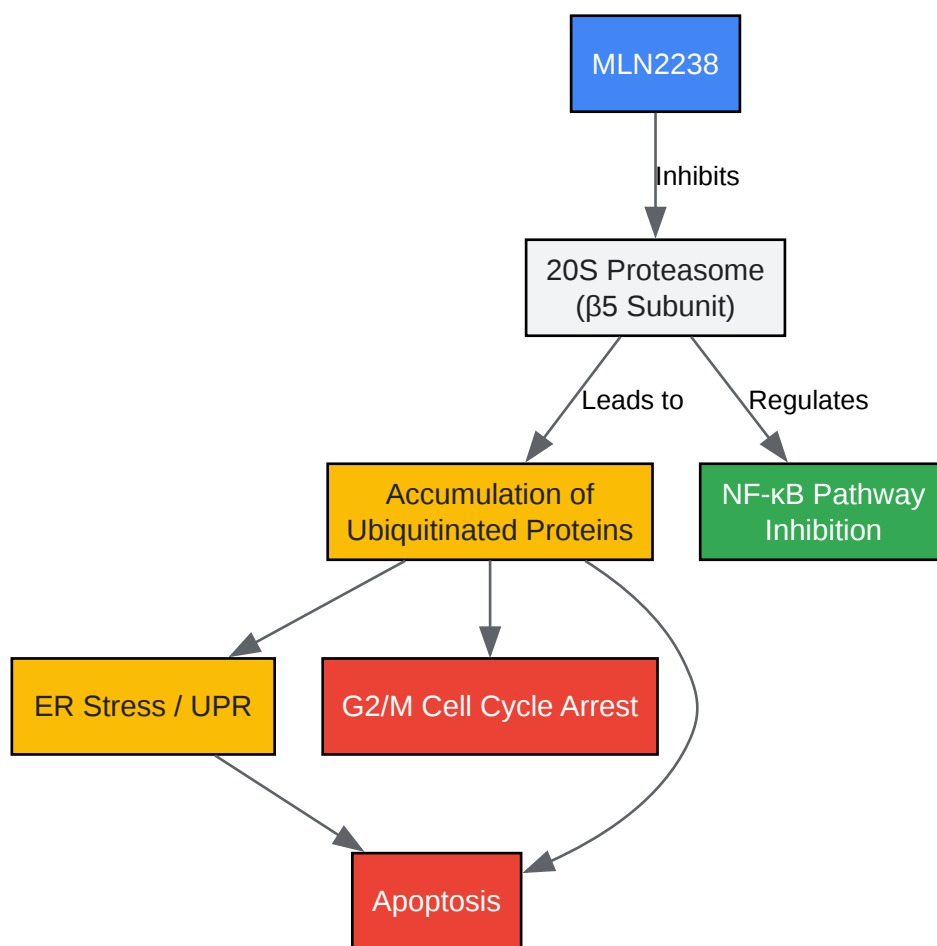 MLN2238
Inhibits
20S Proteasome
(β5 Subunit)
Leads to
Regulates
Accumulation of
Ubiquitinated Proteins
NF-κB Pathway
Inhibition
ER Stress / UPR
G2/M Cell Cycle Arrest
Apoptosis